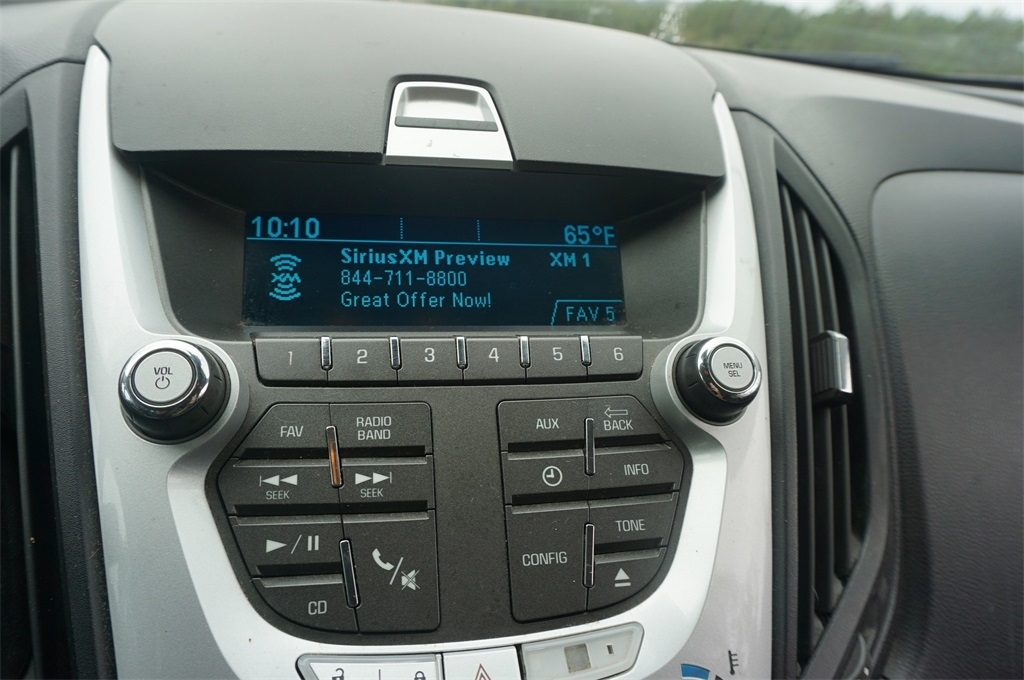 10:10 65°F
SiriusXM Preview XM 1
XM 844-711-8800
Great Offer Now!
FAV 5
1 2 3 4 5 6
VOL
MENU
SEL
FAV RADIO
BAND
AUX BACK
SEEK SEEK
INFO
CONFIG TONE
CD